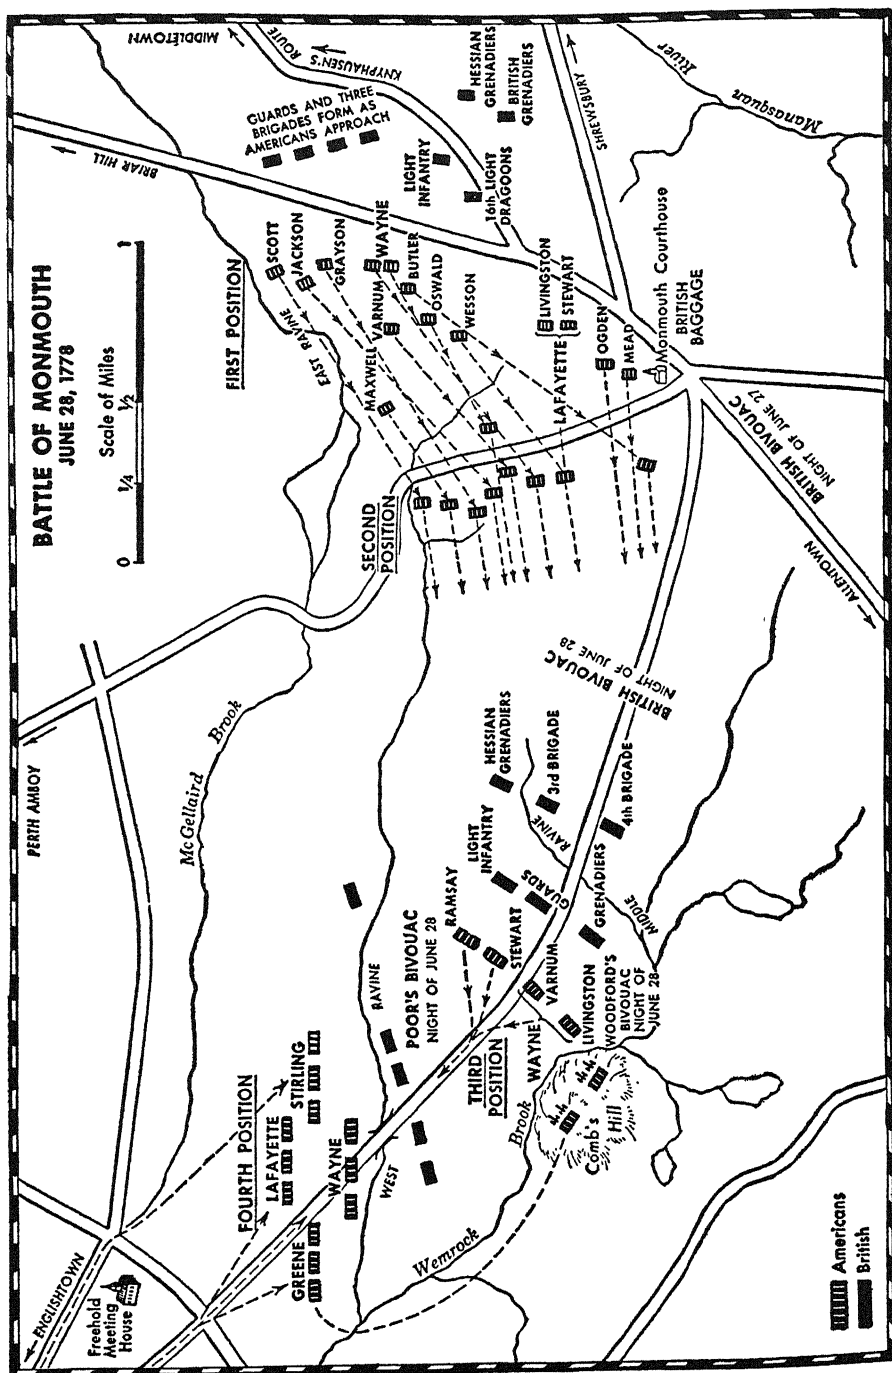 BATTLE OF MONMOUTH
JUNE 28, 1778
Scale of Miles
0 1/4 1/2 1
PERTH AMBOY
BRIAR HILL
MIDDLETOWN
KNYPHAUSEN'S
ROUTE
GUARDS AND THREE
BRIGADES FORM AS
AMERICANS APPROACH
HESSIAN
GRENADIERS
BRITISH
GRENADIERS
LIGHT
INFANTRY
16th LIGHT
DRAGOONS
SHREWSBURY
Manasquan
River
FIRST POSITION
SCOTT
JACKSON
GRAYSON
WAYNE
BUTLER
VARNUM
OSWALD
WESSON
MAXWELL
EAST RAVINE
LIVINGSTON
STEWART
LAFAYETTE
OGDEN
MEAD
Monmouth Courthouse
BRITISH
BAGGAGE
SECOND
POSITION
BRITISH BIVOUAC
NIGHT OF JUNE 27
ALLENTOWN
BRITISH BIVOUAC
NIGHT OF JUNE 28
McGellaird
Brook
HESSIAN
GRENADIERS
3rd BRIGADE
4th BRIGADE
LIGHT
INFANTRY
GUARDS
GRENADIERS
MIDDLE
RAVINE
RAMSAY
STEWART
VARNUM
LIVINGSTON
WAYNE
THIRD
POSITION
POOR'S BIVOUAC
NIGHT OF JUNE 28
WOODFORD'S
BIVOUAC
NIGHT OF
JUNE 28
Comb's
Hill
Wemrock
Brook
WEST
RAVINE
FOURTH POSITION
STIRLING
LAFAYETTE
WAYNE
GREENE
ENGLISHTOWN
Freehold
Meeting
House
Americans
British